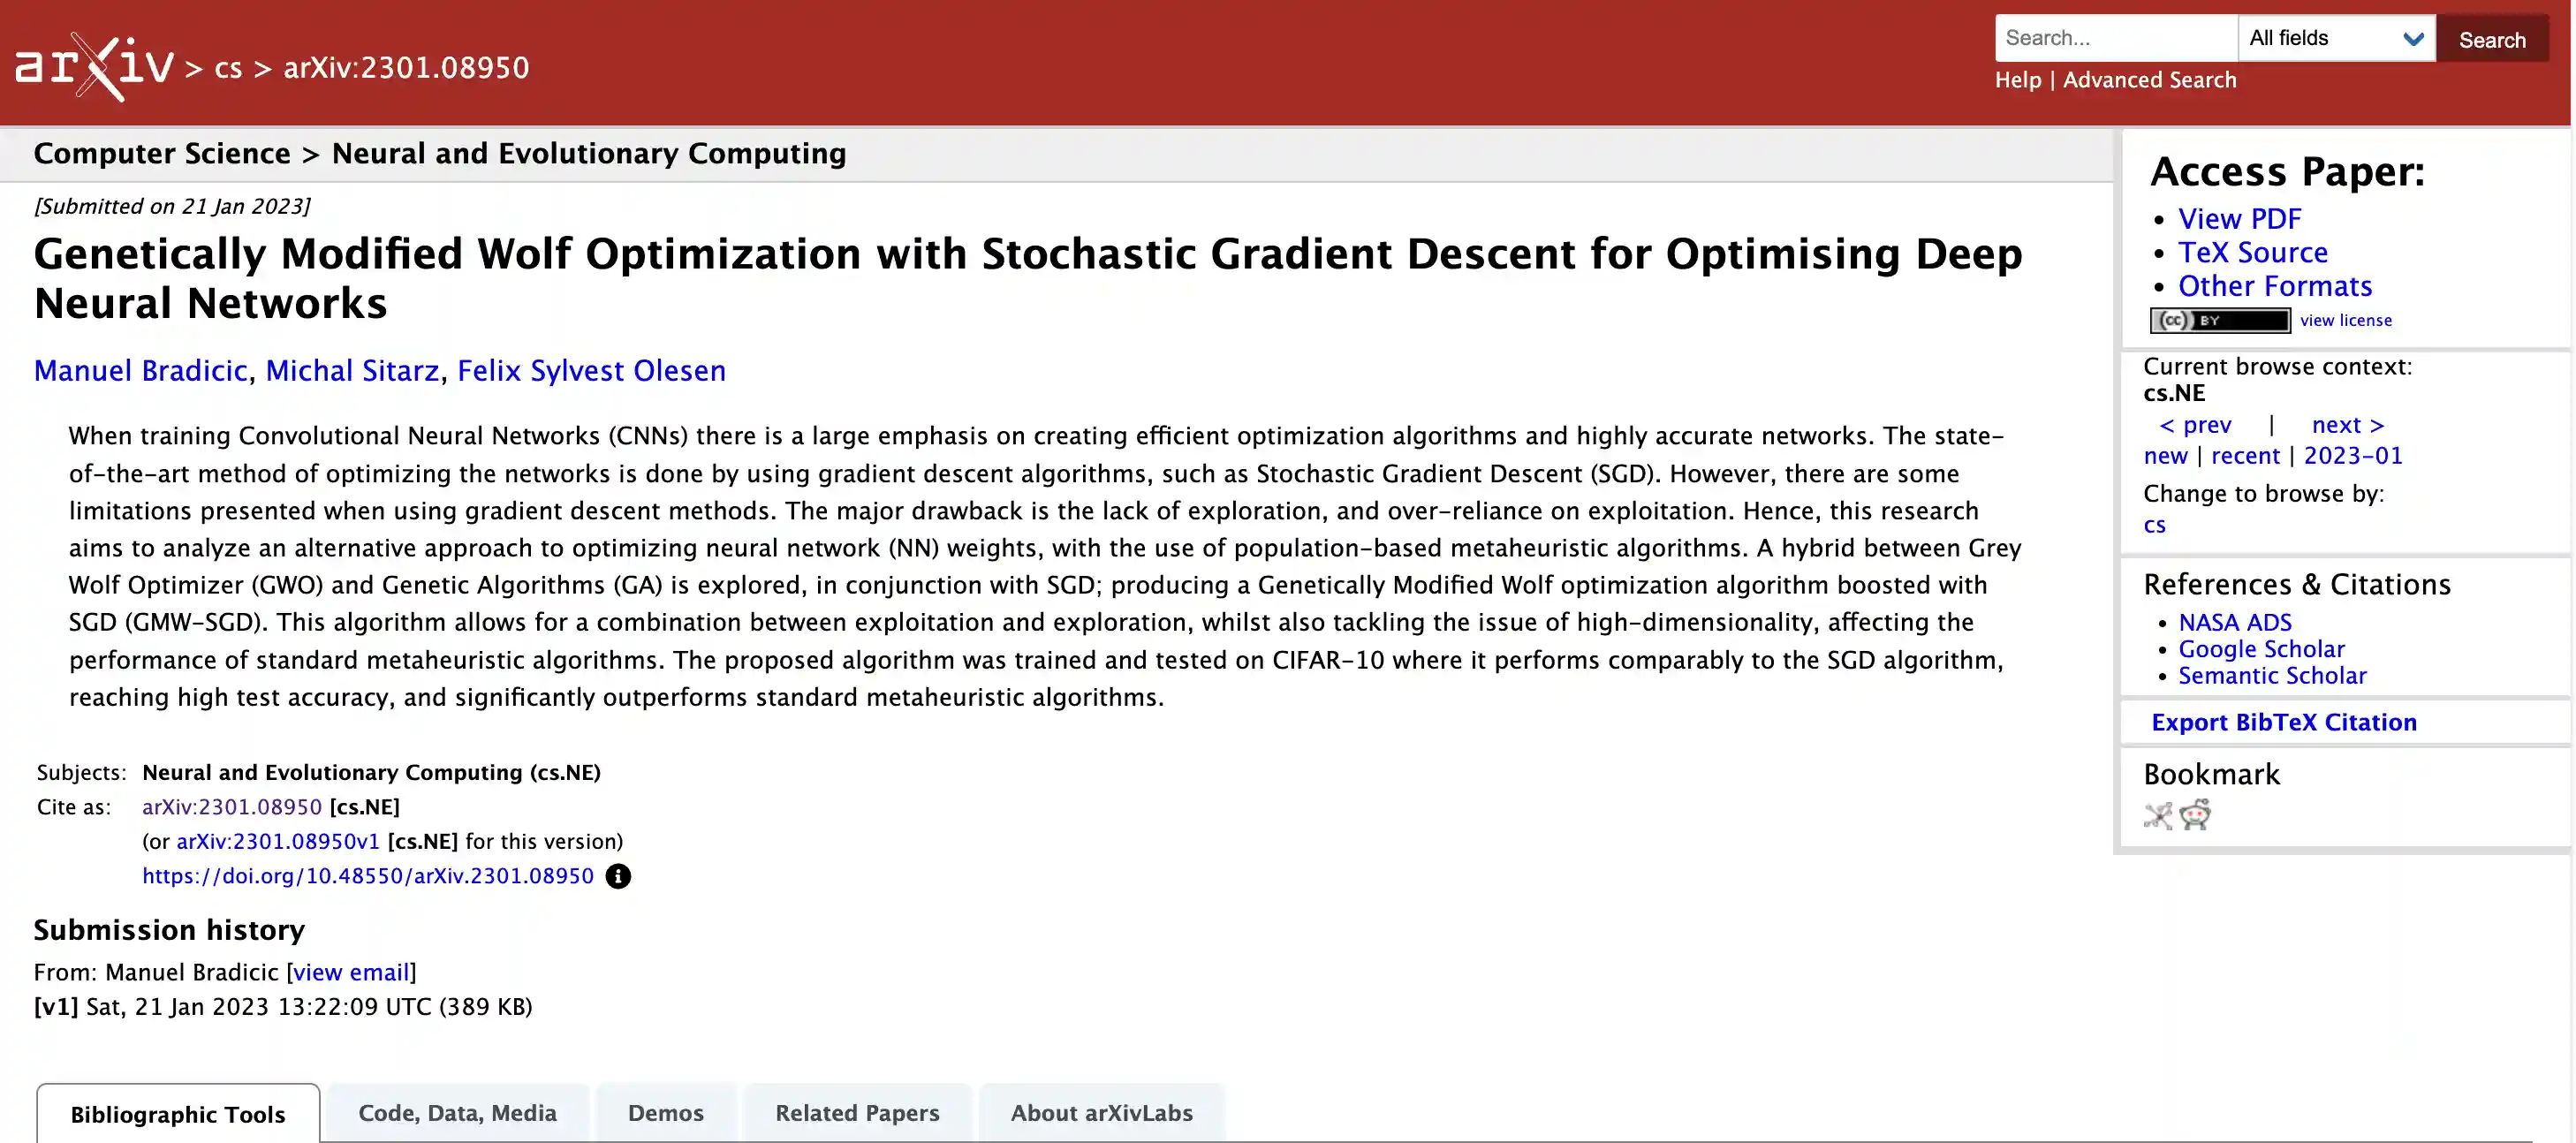 arXiv > cs > arXiv:2301.08950
Search...
All fields
Search
Help | Advanced Search
Computer Science > Neural and Evolutionary Computing
[Submitted on 21 Jan 2023]
Genetically Modified Wolf Optimization with Stochastic Gradient Descent for Optimising Deep
Neural Networks
Manuel Bradicic, Michal Sitarz, Felix Sylvest Olesen
When training Convolutional Neural Networks (CNNs) there is a large emphasis on creating efficient optimization algorithms and highly accurate networks. The state-
of-the-art method of optimizing the networks is done by using gradient descent algorithms, such as Stochastic Gradient Descent (SGD). However, there are some
limitations presented when using gradient descent methods. The major drawback is the lack of exploration, and over-reliance on exploitation. Hence, this research
aims to analyze an alternative approach to optimizing neural network (NN) weights, with the use of population-based metaheuristic algorithms. A hybrid between Grey
Wolf Optimizer (GWO) and Genetic Algorithms (GA) is explored, in conjunction with SGD; producing a Genetically Modified Wolf optimization algorithm boosted with
SGD (GMW-SGD). This algorithm allows for a combination between exploitation and exploration, whilst also tackling the issue of high-dimensionality, affecting the
performance of standard metaheuristic algorithms. The proposed algorithm was trained and tested on CIFAR-10 where it performs comparably to the SGD algorithm,
reaching high test accuracy, and significantly outperforms standard metaheuristic algorithms.
Subjects: Neural and Evolutionary Computing (cs.NE)
Cite as: arXiv:2301.08950 [cs.NE]
(or arXiv:2301.08950v1 [cs.NE] for this version)
https://doi.org/10.48550/arXiv.2301.08950
Submission history
From: Manuel Bradicic [view email]
[v1] Sat, 21 Jan 2023 13:22:09 UTC (389 KB)
Bibliographic Tools
Code, Data, Media
Demos
Related Papers
About arXivLabs
Access Paper:
View PDF
TeX Source
Other Formats
(cc) BY view license
Current browse context:
cs.NE
< prev | next >
new | recent | 2023-01
Change to browse by:
cs
References & Citations
NASA ADS
Google Scholar
Semantic Scholar
Export BibTeX Citation
Bookmark